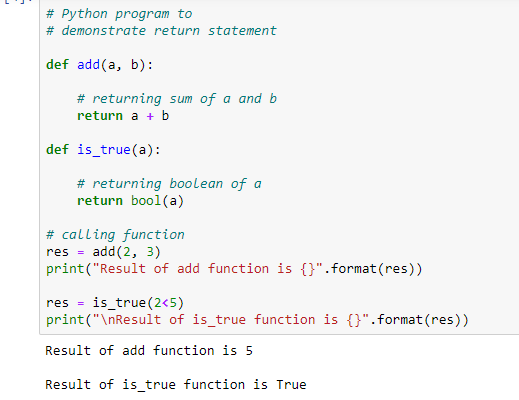 # Python program to
# demonstrate return statement
def add(a, b):
    # returning sum of a and b
    return a + b
def is_true(a):
    # returning boolean of a
    return bool(a)
# calling function
res = add(2, 3)
print("Result of add function is {}".format(res))
res = is_true(2<5)
print("\nResult of is_true function is {}".format(res))
Result of add function is 5
Result of is_true function is True